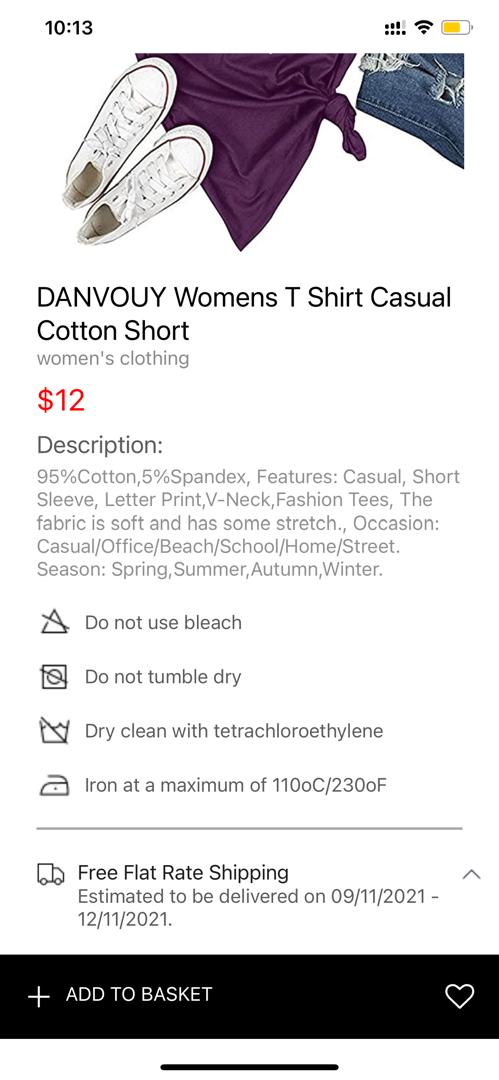 10:13
DANVOUY Womens T Shirt Casual
Cotton Short
women's clothing
$12
Description:
95%Cotton,5%Spandex, Features: Casual, Short
Sleeve, Letter Print,V-Neck,Fashion Tees, The
fabric is soft and has some stretch., Occasion:
Casual/Office/Beach/School/Home/Street.
Season: Spring,Summer,Autumn,Winter.
Do not use bleach
Do not tumble dry
Dry clean with tetrachloroethylene
Iron at a maximum of 110oC/230oF
Free Flat Rate Shipping
Estimated to be delivered on 09/11/2021 -
12/11/2021.
ADD TO BASKET